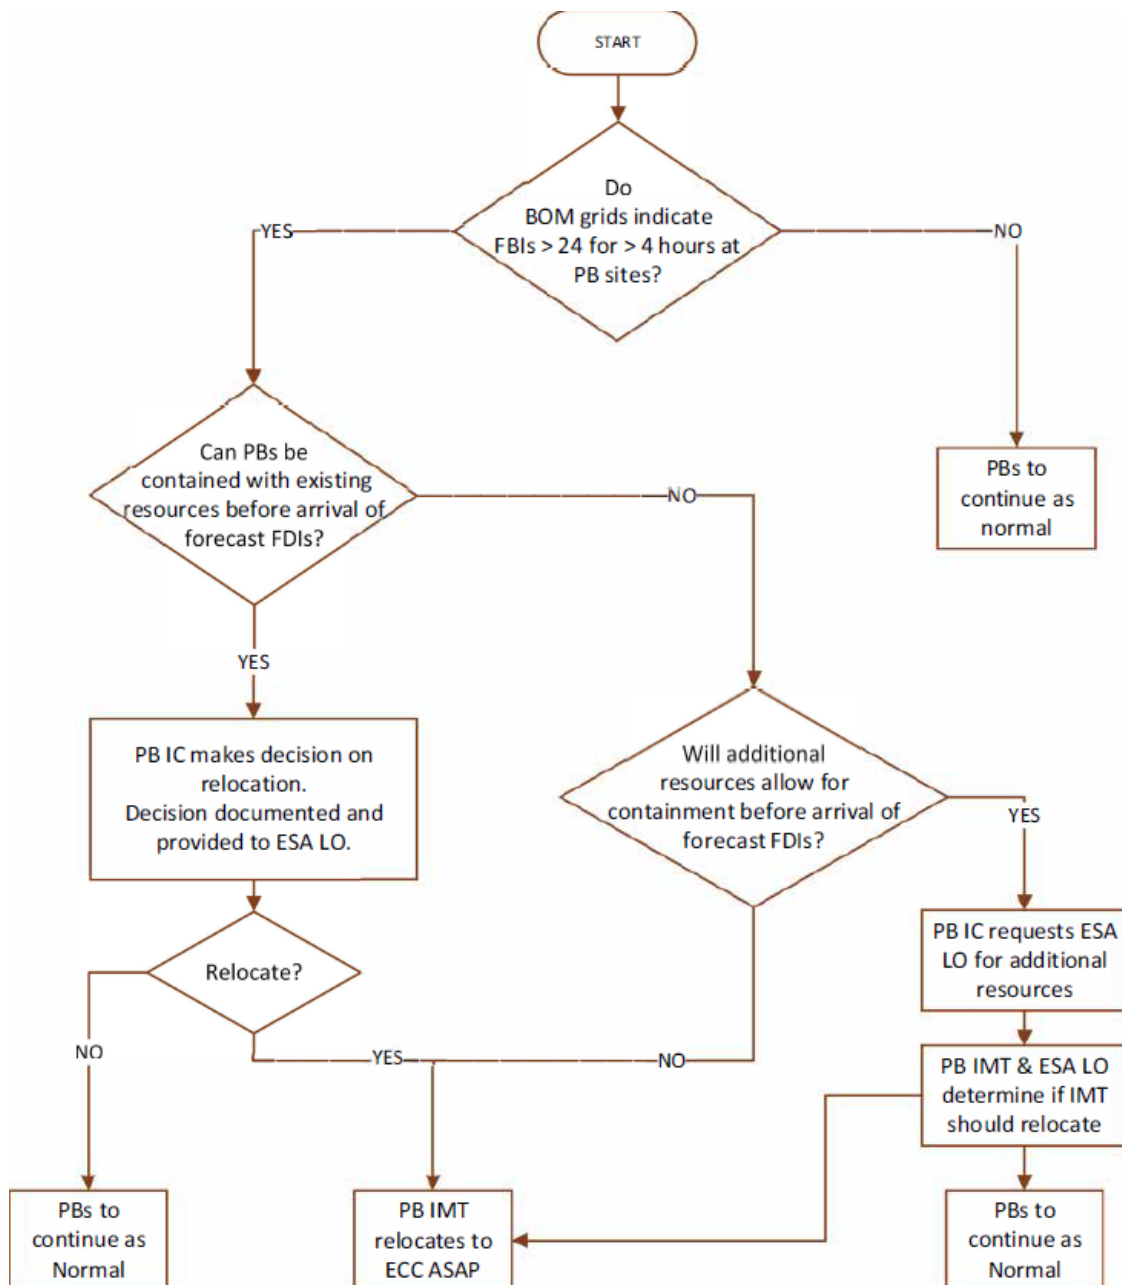 START
Do
BOM grids indicate
FBIs > 24 for > 4 hours at
PB sites?
YES
NO
Can PBs be
contained with existing
resources before arrival of
forecast FDIs?
NO
PBs to
continue as
normal
YES
PB IC makes decision on
relocation.
Decision documented and
provided to ESA LO.
Will additional
resources allow for
containment before arrival of
forecast FDIs?
YES
PB IC requests ESA
LO for additional
resources
Relocate?
NO
YES
NO
PB IMT & ESA LO
determine if IMT
should relocate
PBs to
continue as
Normal
PB IMT
relocates to
ECC ASAP
PBs to
continue as
Normal